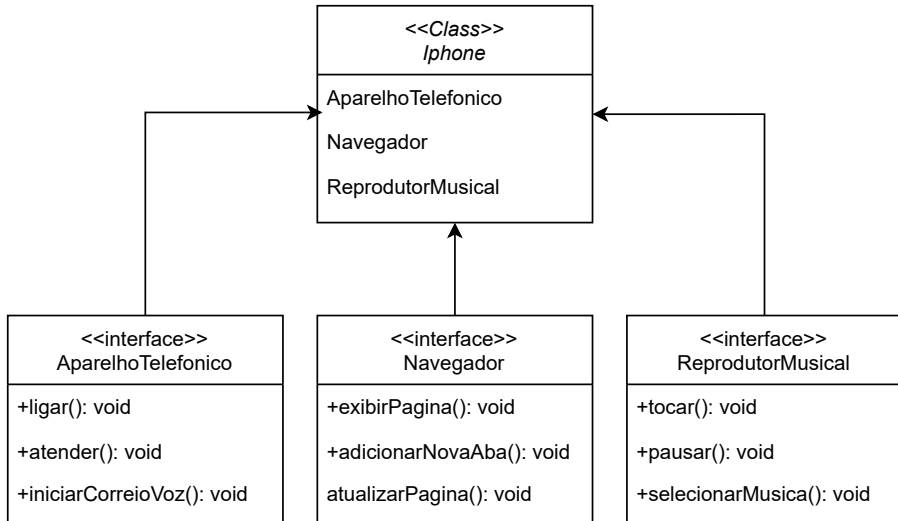 <<Class>>
Iphone
AparelhoTelefonico
Navegador
ReprodutorMusical
<<interface>>
AparelhoTelefonico
+ligar(): void
+atender(): void
+iniciarCorreioVoz(): void
<<interface>>
Navegador
+exibirPagina(): void
+adicionarNovaAba(): void
atualizarPagina(): void
<<interface>>
ReprodutorMusical
+tocar(): void
+pausar(): void
+selecionarMusica(): void